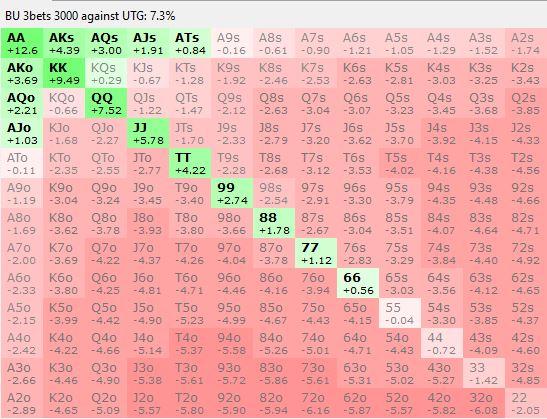 BU 3bets 3000 against UTG: 7.3%
AA AKs AQs AJs ATs A9s A8s A7s A6s A5s A4s A3s A2s
+12.6 +4.39 +3.00 +1.91 +0.84 -0.16 -0.61 -0.90 -1.21 -1.05 -1.29 -1.52 -1.74
AKo KK KQs KJs KTs K9s K8s K7s K6s K5s K4s K3s K2s
+3.69 +9.49 +0.29 -0.67 -1.28 -1.92 -2.46 -2.53 -2.63 -2.81 -3.03 -3.25 -3.43
AQo KQo QQ QJs QTs Q9s Q8s Q7s Q6s Q5s Q4s Q3s Q2s
+2.21 -0.66 +7.52 -1.22 -1.47 -2.12 -2.63 -3.04 -3.07 -3.23 -3.45 -3.68 -3.85
AJo KJo QJo JJ JTs J9s J8s J7s J6s J5s J4s J3s J2s
+1.03 -1.68 -2.27 +5.78 -1.70 -2.33 -2.79 -3.20 -3.62 -3.70 -3.92 -4.15 -4.33
ATo KTo QTo JTo TT T9s T8s T7s T6s T5s T4s T3s T2s
-0.11 -2.35 -2.55 -2.77 +4.22 -2.28 -2.68 -3.12 -3.53 -4.02 -4.16 -4.38 -4.56
A9o K9o Q9o J9o T9o 99 98s 97s 96s 95s 94s 93s 92s
-1.19 -3.04 -3.24 -3.45 -3.40 +2.74 -2.54 -2.91 -3.30 -3.79 -4.35 -4.48 -4.66
A8o K8o Q8o J8o T8o 98o 88 87s 86s 85s 84s 83s 82s
-1.69 -3.62 -3.78 -3.93 -3.80 -3.66 +1.78 -2.67 -3.04 -3.51 -4.07 -4.64 -4.71
A7o K7o Q7o J7o T7o 97o 87o 77 76s 75s 74s 73s 72s
-2.00 -3.69 -4.22 -4.37 -4.26 -4.04 -3.78 +1.12 -2.83 -3.29 -3.84 -4.40 -4.92
A6o K6o Q6o J6o T6o 96o 86o 76o 66 65s 64s 63s 62s
-2.33 -3.80 -4.25 -4.81 -4.71 -4.46 -4.16 -3.94 +0.56 -3.03 -3.56 -4.12 -4.65
A5o K5o Q5o J5o T5o 95o 85o 75o 65o 55 54s 53s 52s
-2.15 -3.99 -4.42 -4.90 -5.23 -4.99 -4.67 -4.43 -4.15 -0.04 -3.30 -3.85 -4.37
A4o K4o Q4o J4o T4o 94o 84o 74o 64o 54o 44 43s 42s
-2.42 -4.22 -4.66 -5.14 -5.37 -5.58 -5.26 -5.01 -4.71 -4.43 -0.72 -4.09 -4.60
A3o K3o Q3o J3o T3o 93o 83o 73o 63o 53o 43o 33 32s
-2.66 -4.46 -4.90 -5.38 -5.61 -5.72 -5.86 -5.61 -5.31 -5.02 -5.27 -1.42 -4.85
A2o K2o Q2o J2o T2o 92o 82o 72o 62o 52o 42o 32o 22
-2.89 -4.65 -5.09 -5.57 -5.80 -5.90 -5.94 -6.16 -5.87 -5.57 -5.82 -6.08 -2.05